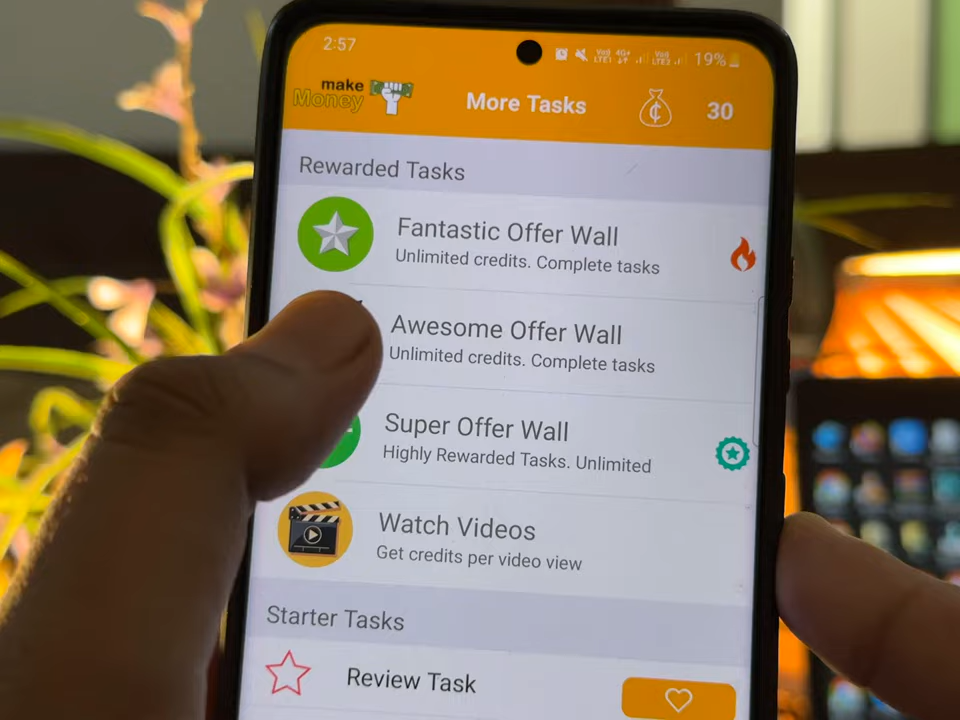 2:57
19%
make
Money
More Tasks
30
Rewarded Tasks
Fantastic Offer Wall
Unlimited credits. Complete tasks
Awesome Offer Wall
Unlimited credits. Complete tasks
Super Offer Wall
Highly Rewarded Tasks. Unlimited
Watch Videos
Get credits per video view
Starter Tasks
Review Task